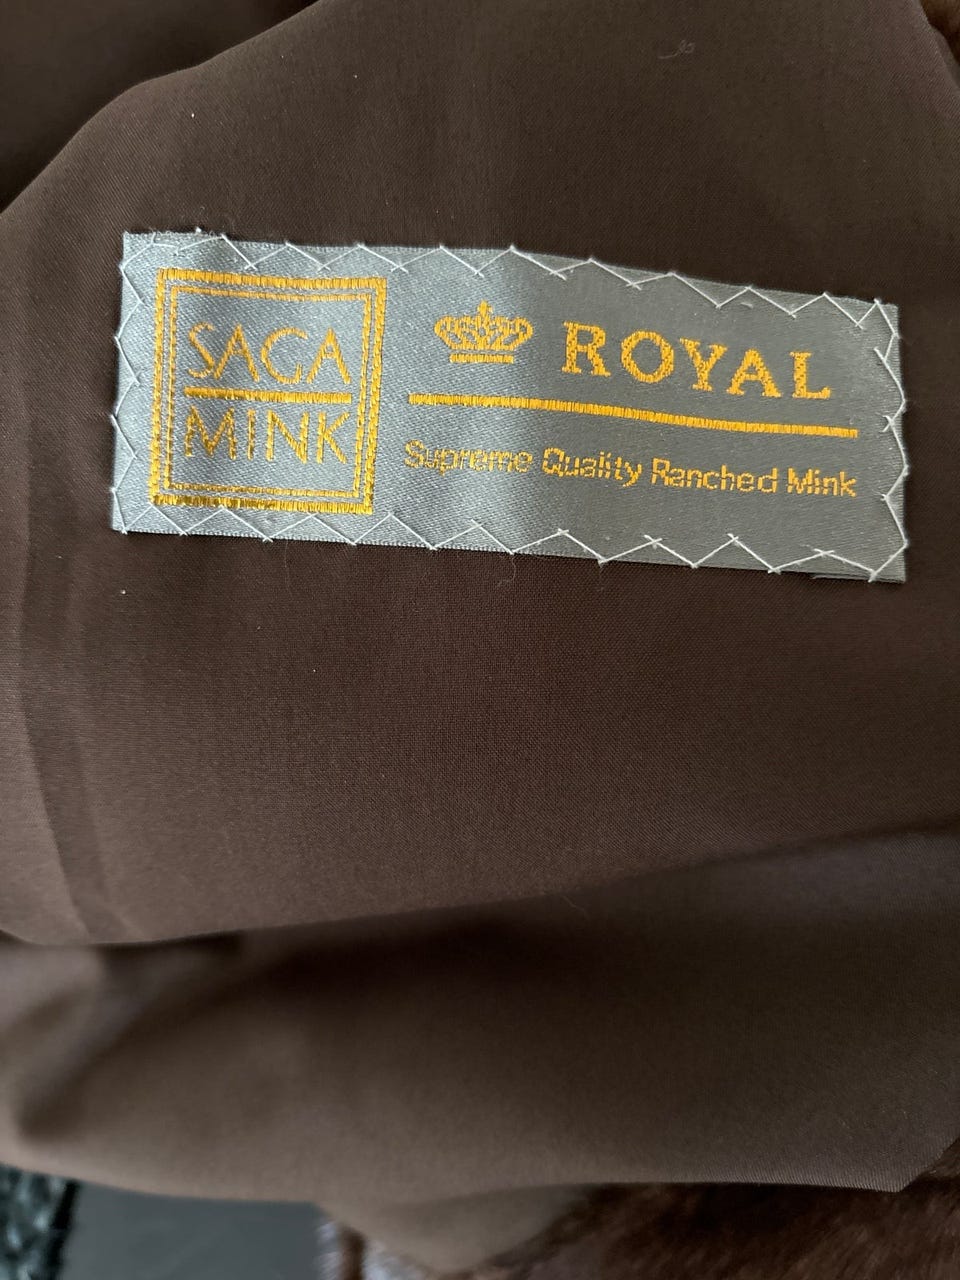 SAGA
MINK
ROYAL
Supreme Quality Ranched Mink